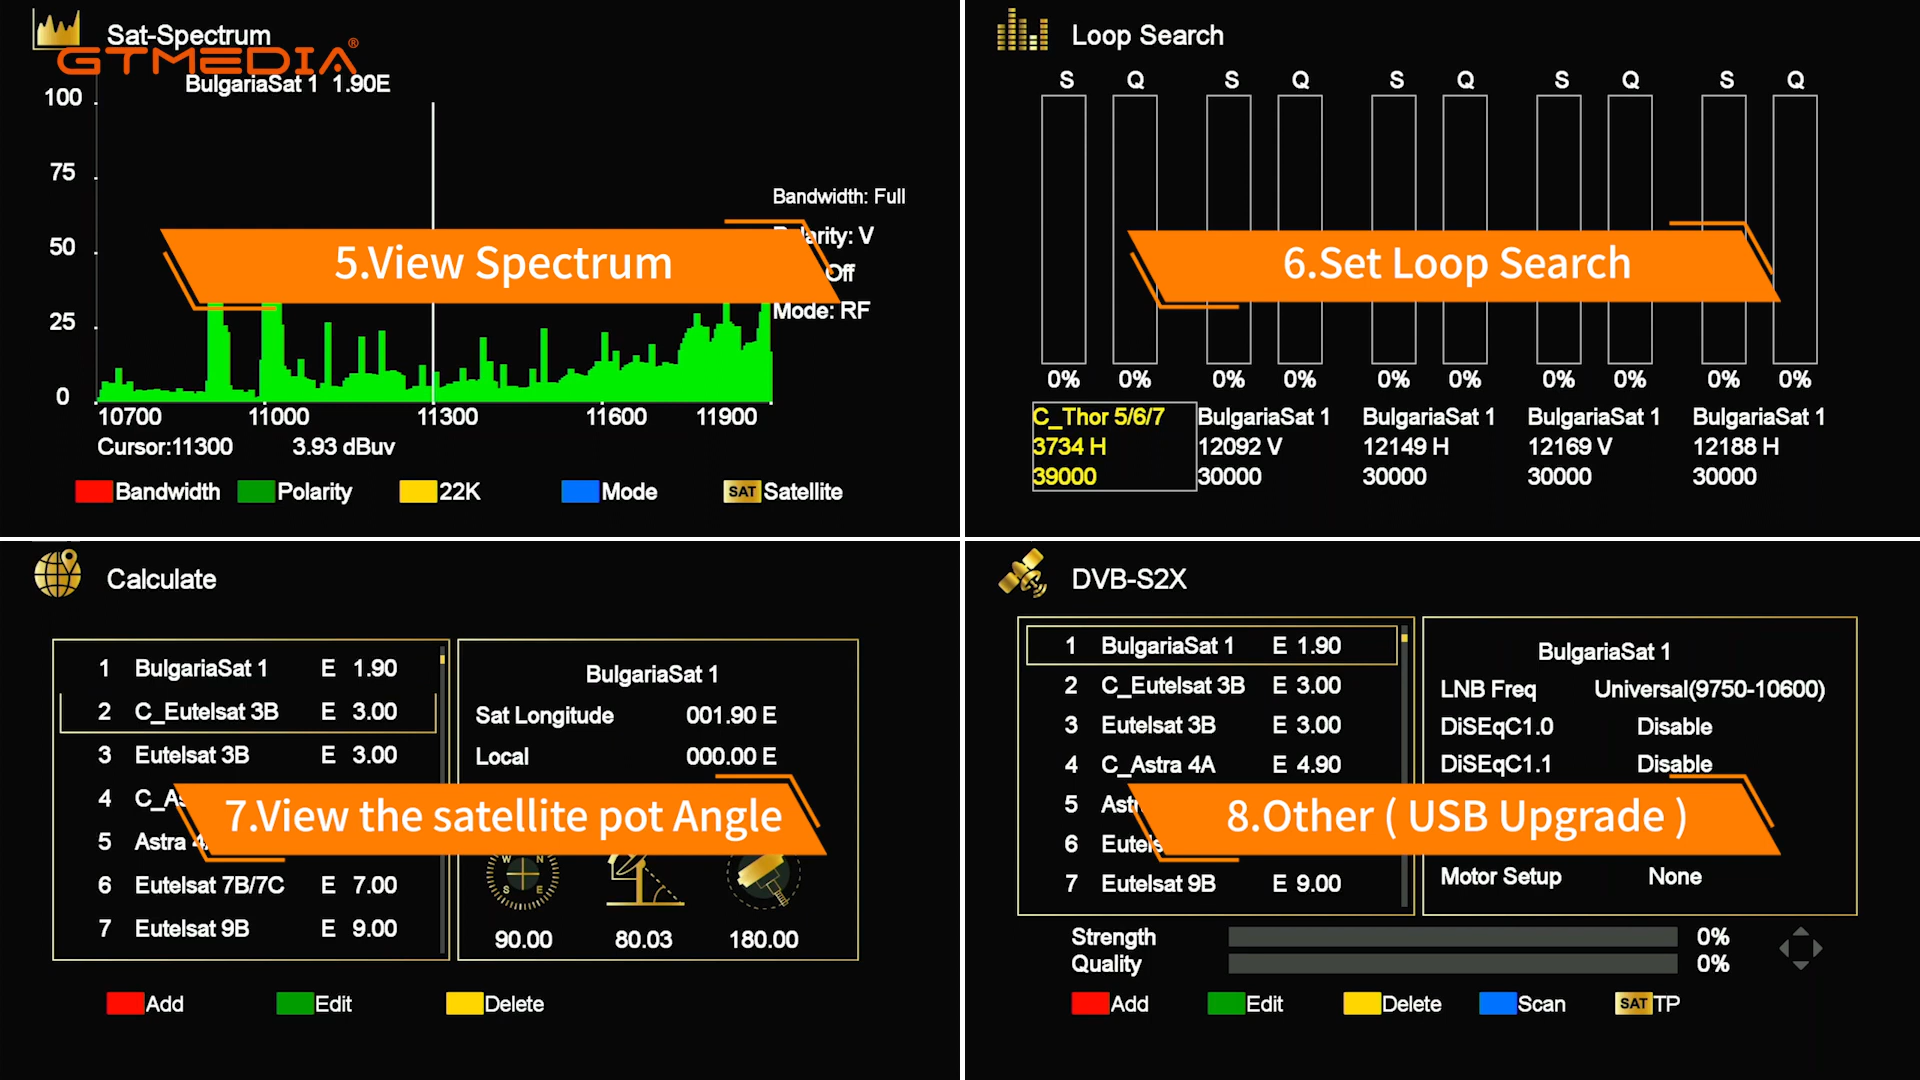 Sat-Spectrum
GTMEDIA®
BulgariaSat 1 1.90E
100
75
50
25
0
Bandwidth: Full
arity: V
Off
Mode: RF
5.View Spectrum
10700 11000 11300 11600 11900
Cursor:11300 3.93 dBuv
Bandwidth Polarity 22K Mode SAT Satellite
Loop Search
S Q S Q S Q S Q S Q
6.Set Loop Search
0% 0% 0% 0% 0% 0% 0% 0% 0% 0%
C_Thor 5/6/7 BulgariaSat 1 BulgariaSat 1 BulgariaSat 1 BulgariaSat 1
3734 H 12092 V 12149 H 12169 V 12188 H
39000 30000 30000 30000 30000
Calculate
1 BulgariaSat 1 E 1.90
2 C_Eutelsat 3B E 3.00
3 Eutelsat 3B E 3.00
4 C_As
5 Astra 4
6 Eutelsat 7B/7C E 7.00
7 Eutelsat 9B E 9.00
BulgariaSat 1
Sat Longitude 001.90 E
Local 000.00 E
7.View the satellite pot Angle
W N
S E
90.00 80.03 180.00
Add Edit Delete
DVB-S2X
1 BulgariaSat 1 E 1.90
2 C_Eutelsat 3B E 3.00
3 Eutelsat 3B E 3.00
4 C_Astra 4A E 4.90
5 Ast
6 Eutels
7 Eutelsat 9B E 9.00
BulgariaSat 1
LNB Freq Universal(9750-10600)
DiSEqC1.0 Disable
DiSEqC1.1 Disable
8.Other ( USB Upgrade )
Motor Setup None
Strength 0%
Quality 0%
Add Edit Delete Scan SAT TP